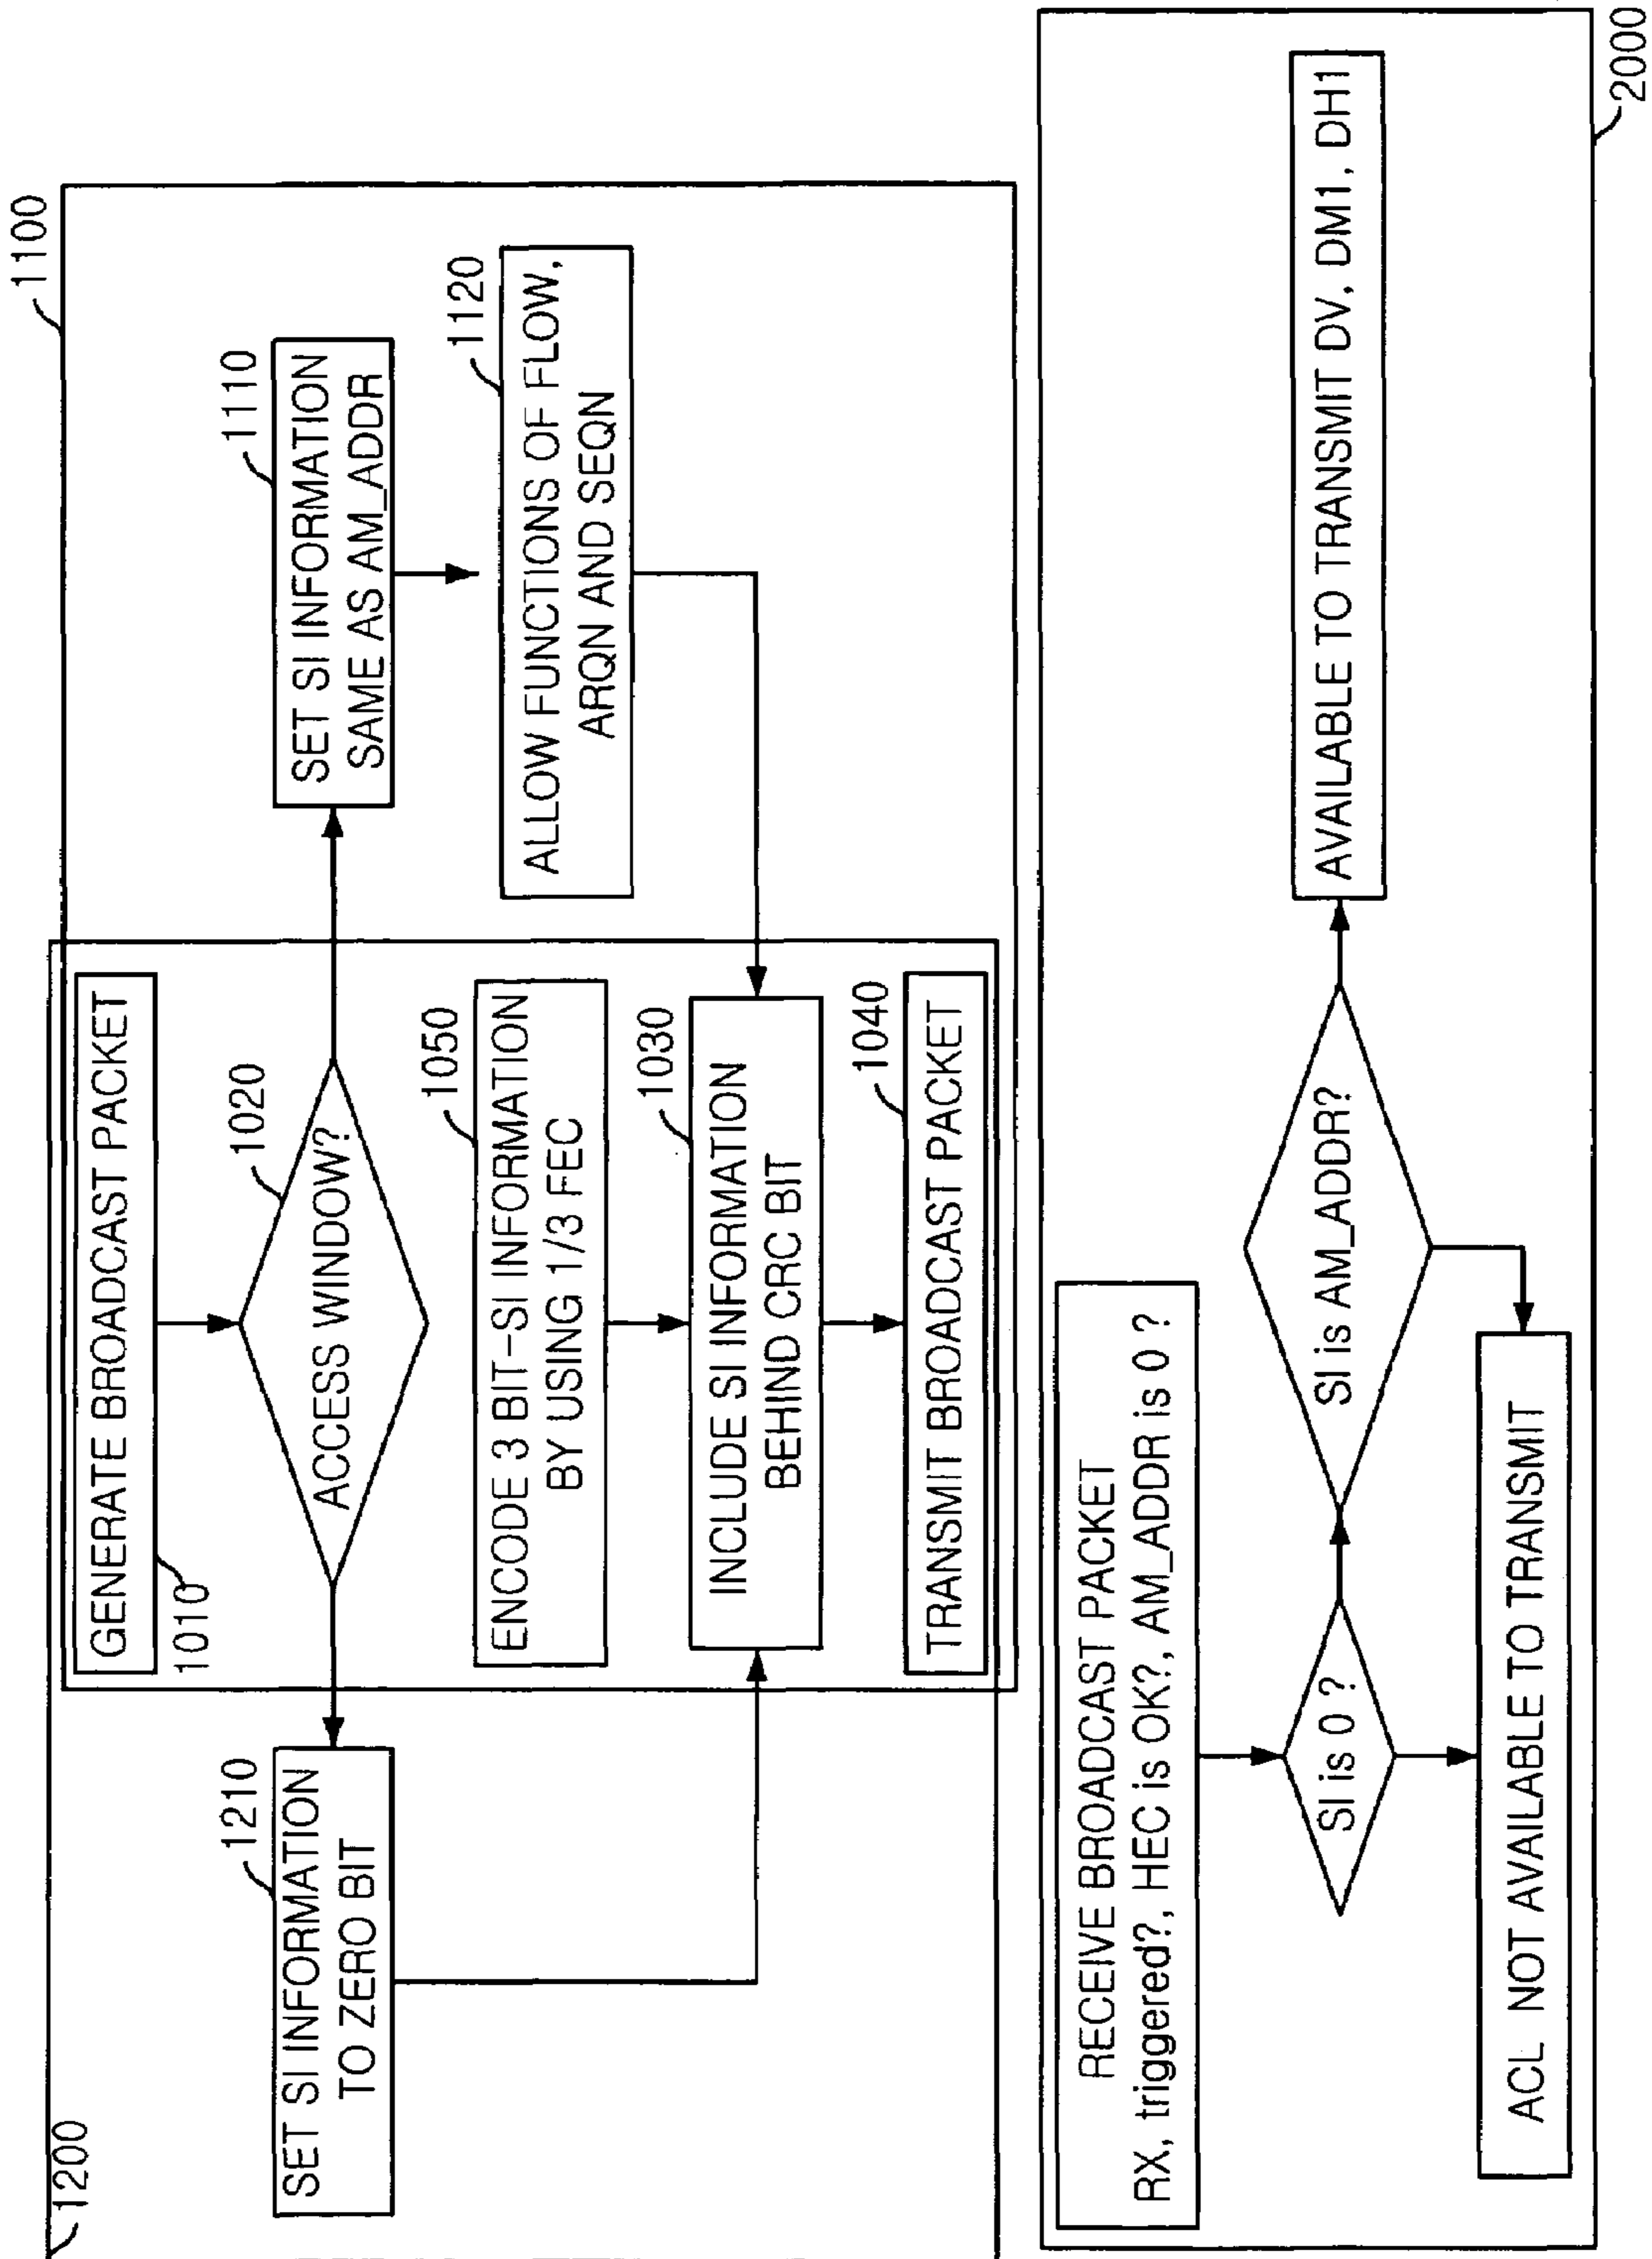 1200
1100
GENERATE BROADCAST PACKET
1010
ACCESS WINDOW?
1020
SET SI INFORMATION
TO ZERO BIT
1210
SET SI INFORMATION
SAME AS AM_ADDR
1110
ENCODE 3 BIT-SI INFORMATION
BY USING 1/3 FEC
1050
ALLOW FUNCTIONS OF FLOW,
ARQN AND SEQN
1120
INCLUDE SI INFORMATION
BEHIND CRC BIT
1030
TRANSMIT BROADCAST PACKET
1040
RECEIVE BROADCAST PACKET
RX, triggered?, HEC is OK?, AM_ADDR is 0 ?
SI is 0 ?
SI is AM_ADDR?
AVAILABLE TO TRANSMIT DV, DM1, DH1
ACL NOT AVAILABLE TO TRANSMIT
2000